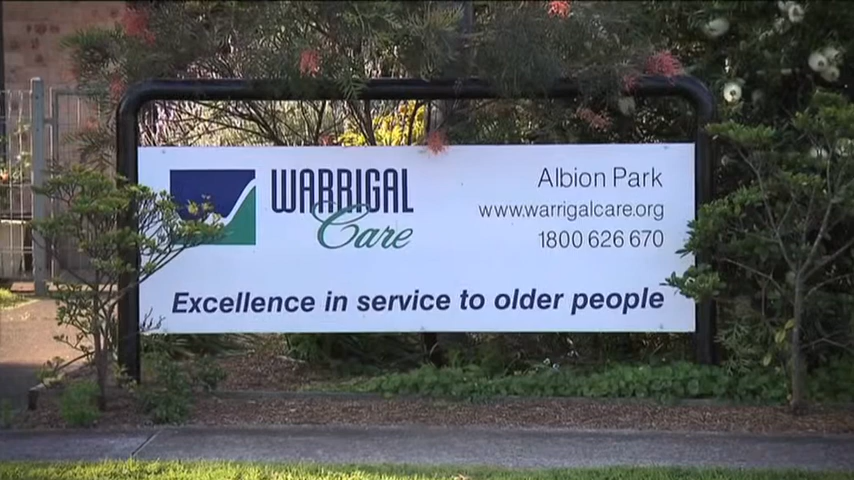 WARRIGAL
Care
Albion Park
www.warrigalcare.org
1800 626 670
Excellence in service to older people